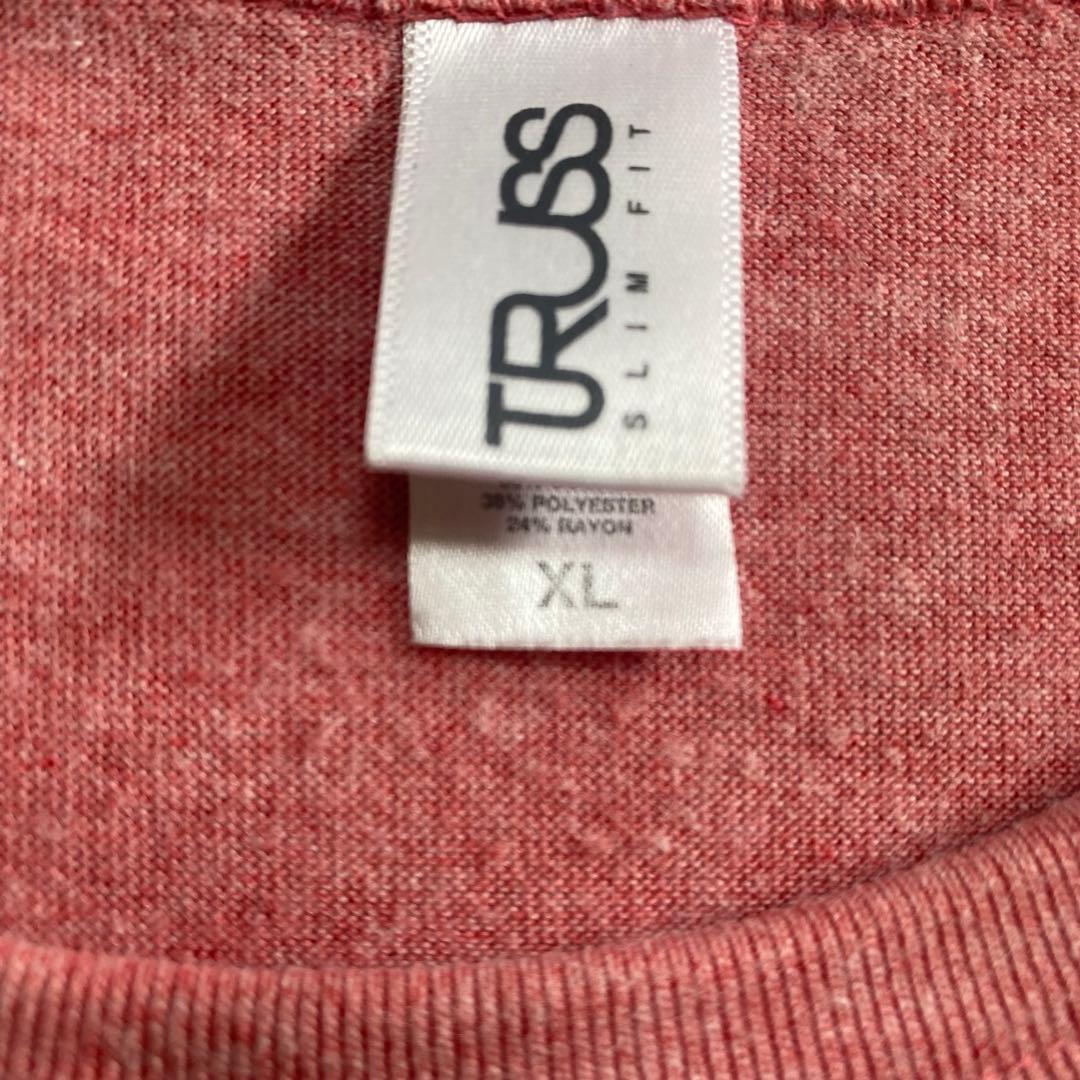 TRUSS
SLIM FIT
38% POLYESTER
24% RAYON
XL